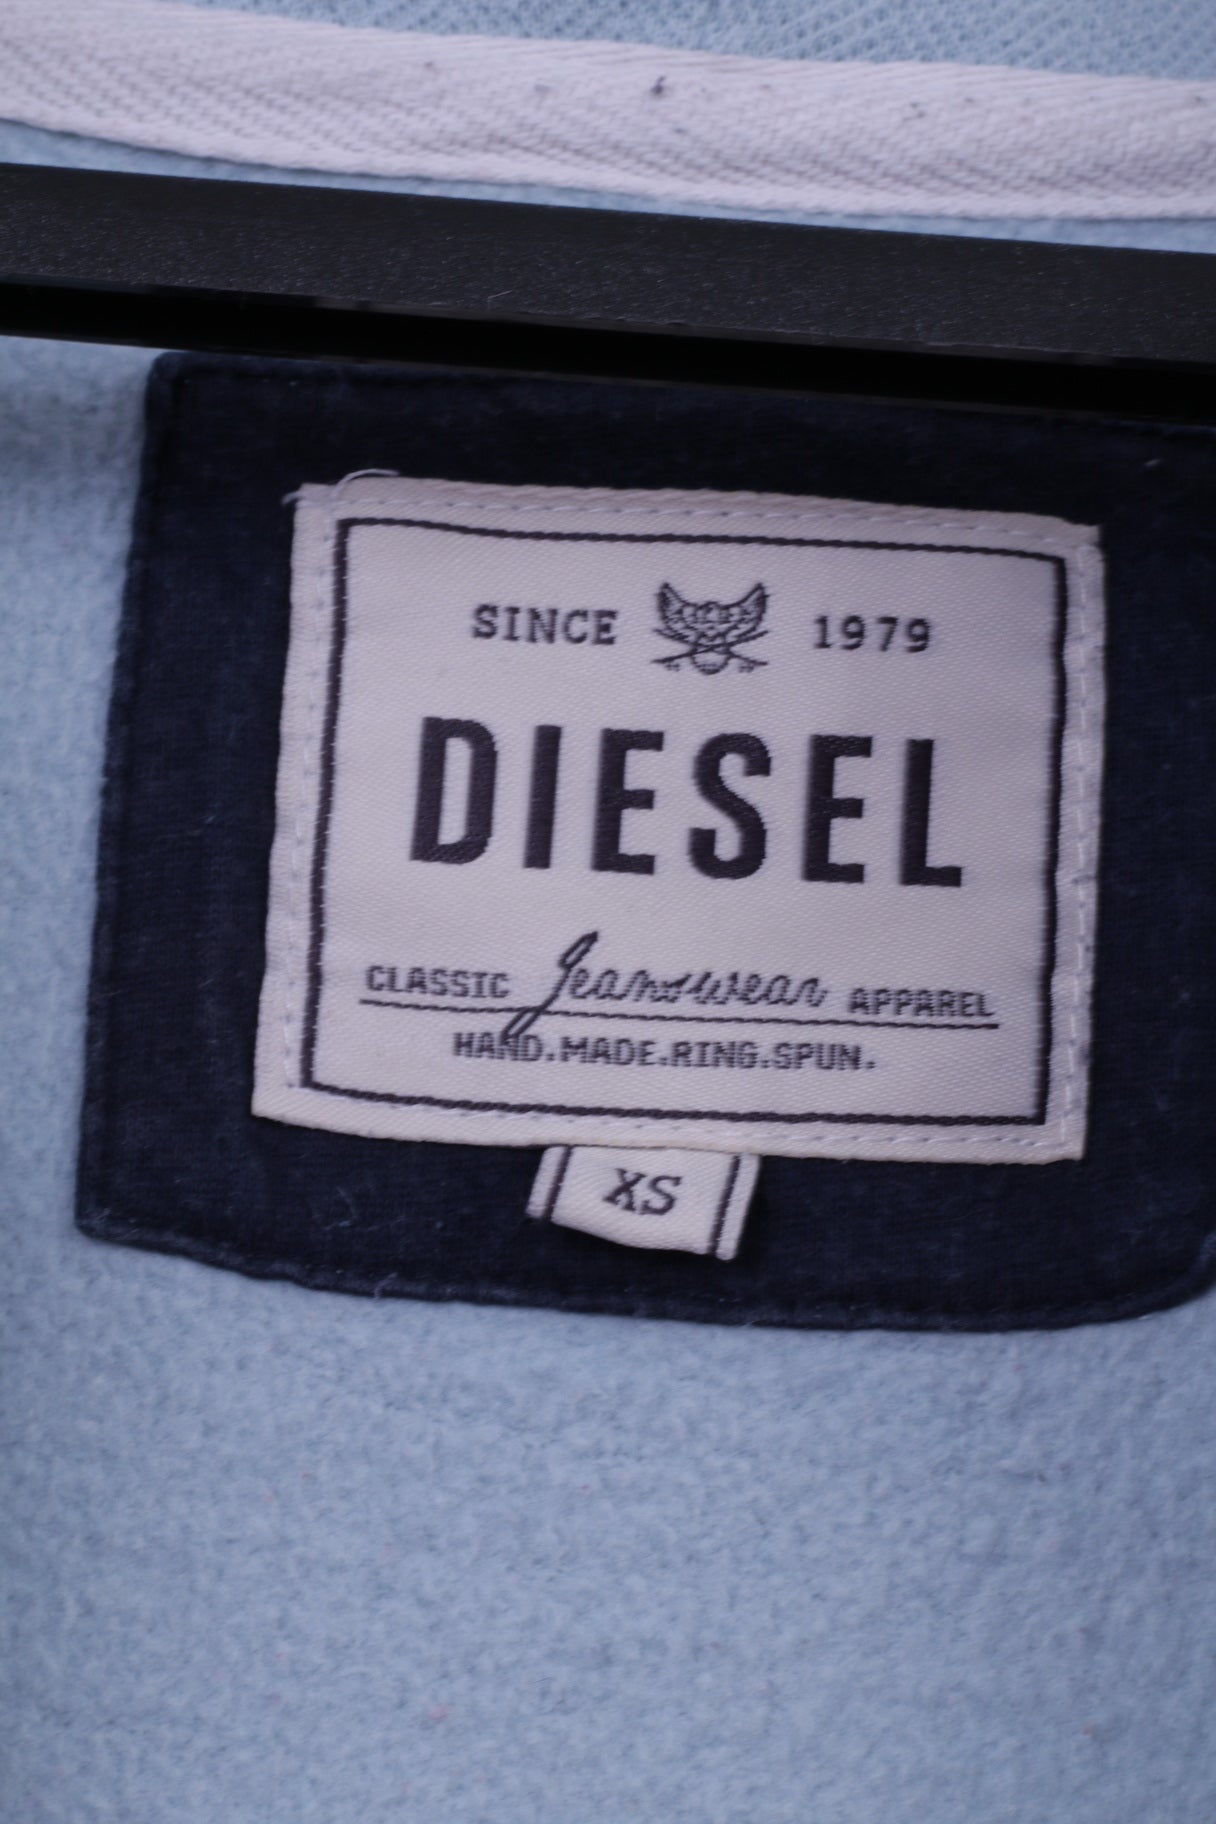 SINCE 1979
DIESEL
CLASSIC Jeanswear APPAREL
HAND.MADE.RING.SPUN.
XS